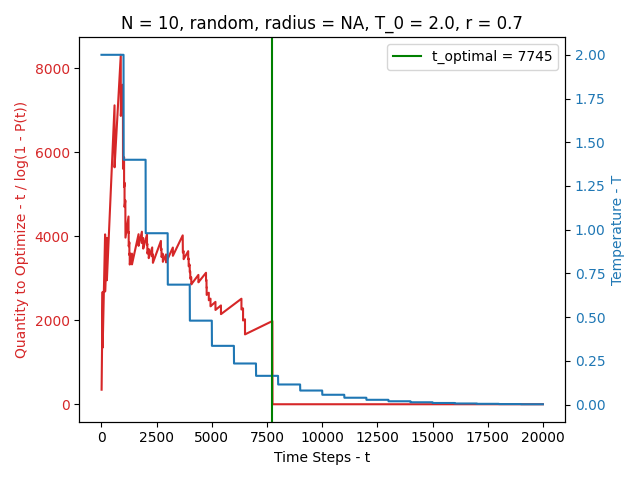 N = 10, random, radius = NA, T_0 = 2.0, r = 0.7
t_optimal = 7745
Quantity to Optimize - t / log(1 - P(t))
8000
6000
4000
2000
0
2.00
1.75
1.50
1.25
1.00
0.75
0.50
0.25
0.00
Temperature - T
0 2500 5000 7500 10000 12500 15000 17500 20000
Time Steps - t